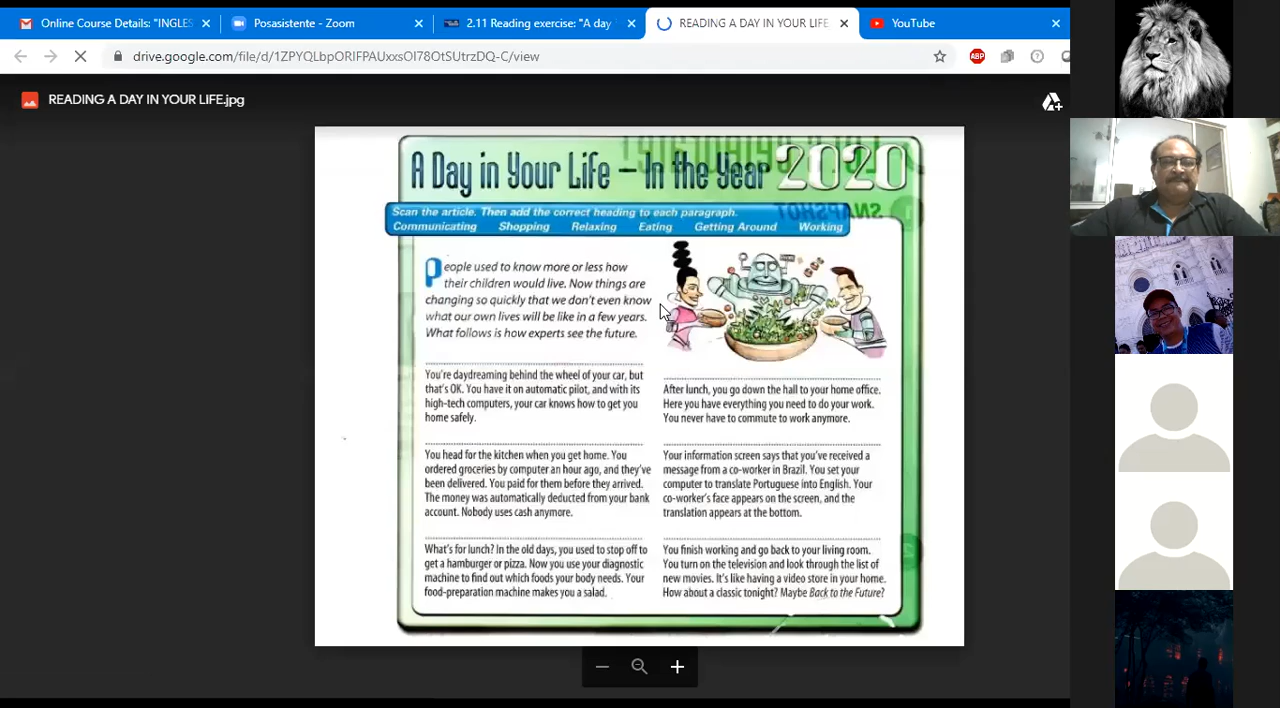 Online Course Details: "INGLES
Posasistente - Zoom
2.11 Reading exercise: "A day
READING A DAY IN YOUR LIFE
YouTube
drive.google.com/file/d/1ZPYQLbpORIFPAUxxsOI78OtSUtrzDQ-C/view
ABP
READING A DAY IN YOUR LIFE.jpg
A Day in Your Life – In the Year 2020
SNAPSHOT
Scan the article. Then add the correct heading to each paragraph.
Communicating Shopping Relaxing Eating Getting Around Working
People used to know more or less how
their children would live. Now things are
changing so quickly that we don't even know
what our own lives will be like in a few years.
What follows is how experts see the future.
You're daydreaming behind the wheel of your car, but
that's OK. You have it on automatic pilot, and with its
high-tech computers, your car knows how to get you
home safely.
You head for the kitchen when you get home. You
ordered groceries by computer an hour ago, and they've
been delivered. You paid for them before they arrived.
The money was automatically deducted from your bank
account. Nobody uses cash anymore.
What's for lunch? In the old days, you used to stop off to
get a hamburger or pizza. Now you use your diagnostic
machine to find out which foods your body needs. Your
food-preparation machine makes you a salad.
After lunch, you go down the hall to your home office.
Here you have everything you need to do your work.
You never have to commute to work anymore.
Your information screen says that you've received a
message from a co-worker in Brazil. You set your
computer to translate Portuguese into English. Your
co-worker's face appears on the screen, and the
translation appears at the bottom.
You finish working and go back to your living room.
You turn on the television and look through the list of
new movies. It's like having a video store in your home.
How about a classic tonight? Maybe Back to the Future?